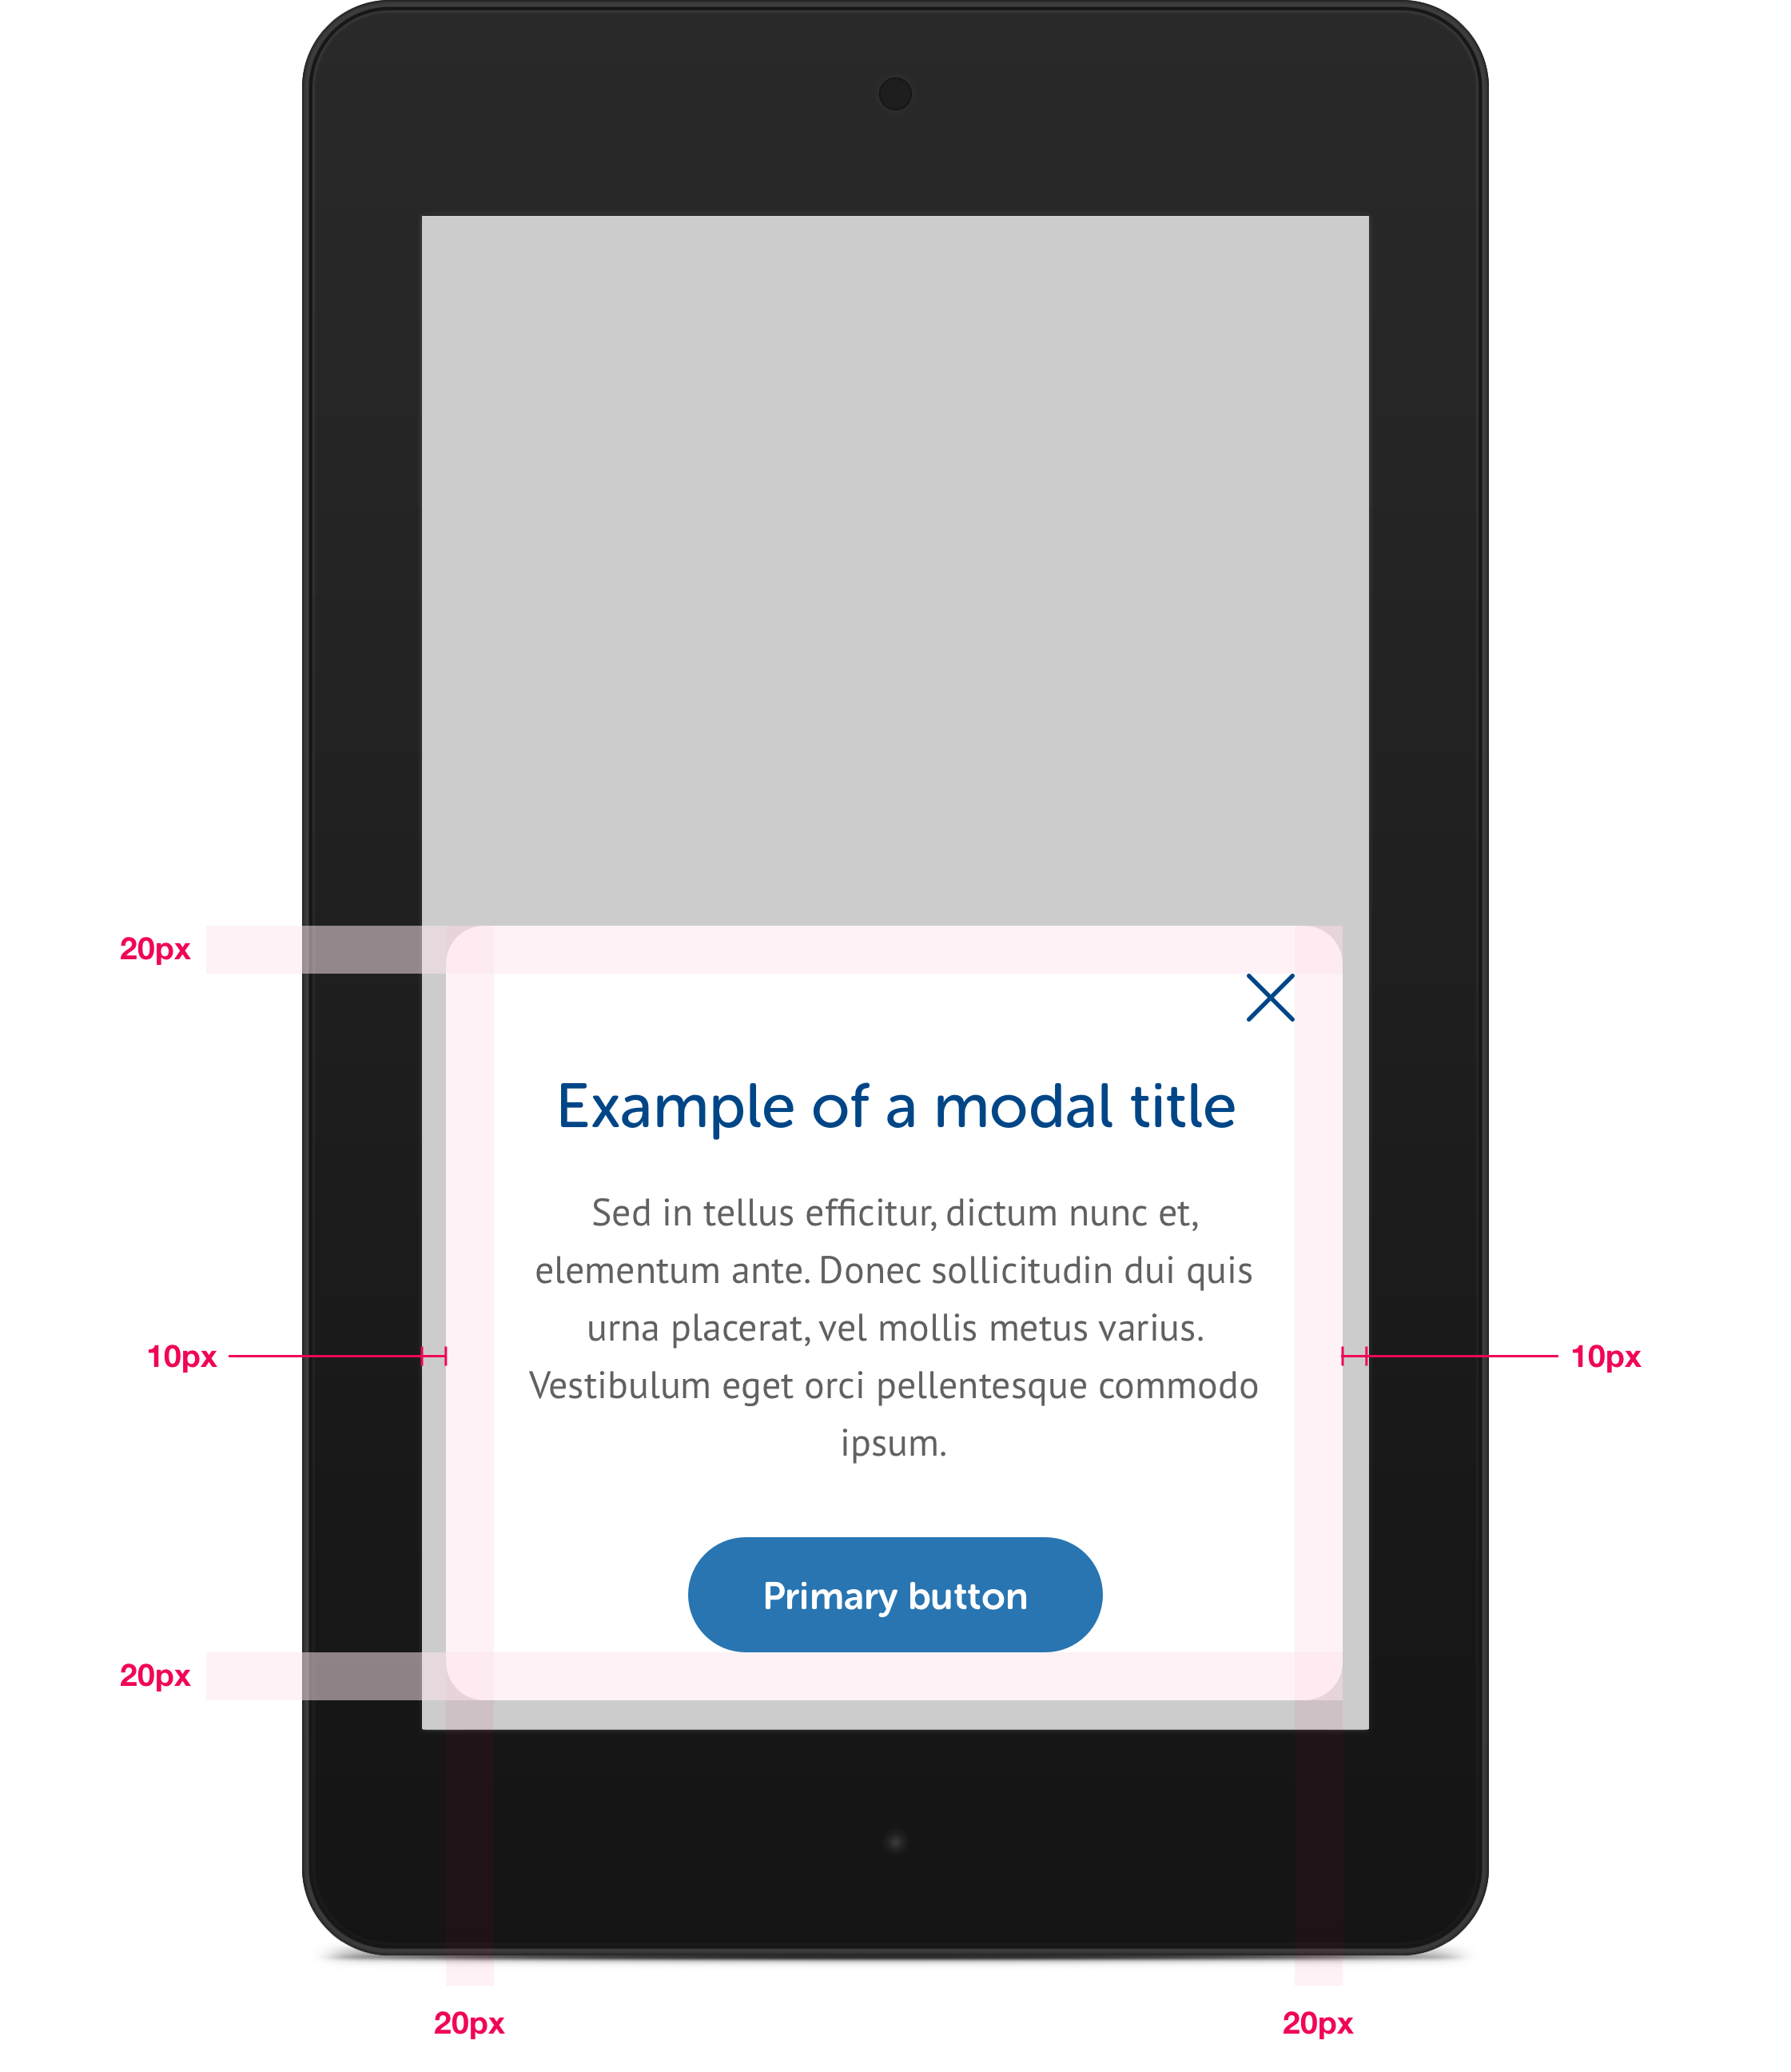 20px
Example of a modal title
Sed in tellus efficitur, dictum nunc et,
elementum ante. Donec sollicitudin dui quis
urna placerat, vel mollis metus varius.
10px
10px
Vestibulum eget orci pellentesque commodo
ipsum.
Primary button
20px
20px
20px